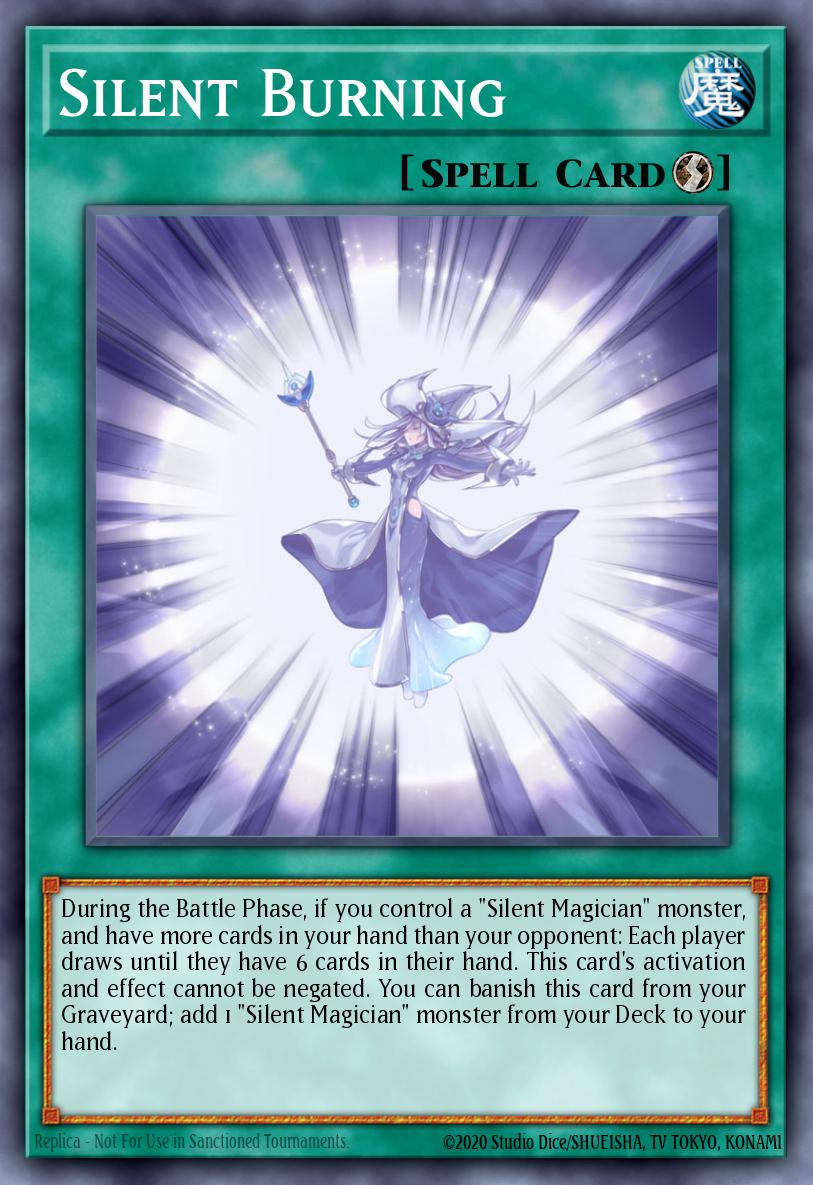 Silent Burning
SPELL
魔
[Spell Card]
During the Battle Phase, if you control a "Silent Magician" monster,
and have more cards in your hand than your opponent: Each player
draws until they have 6 cards in their hand. This card's activation
and effect cannot be negated. You can banish this card from your
Graveyard; add 1 "Silent Magician" monster from your Deck to your
hand.
Replica - Not For Use in Sanctioned Tournaments.
©2020 Studio Dice/SHUEISHA, TV TOKYO, KONAMI